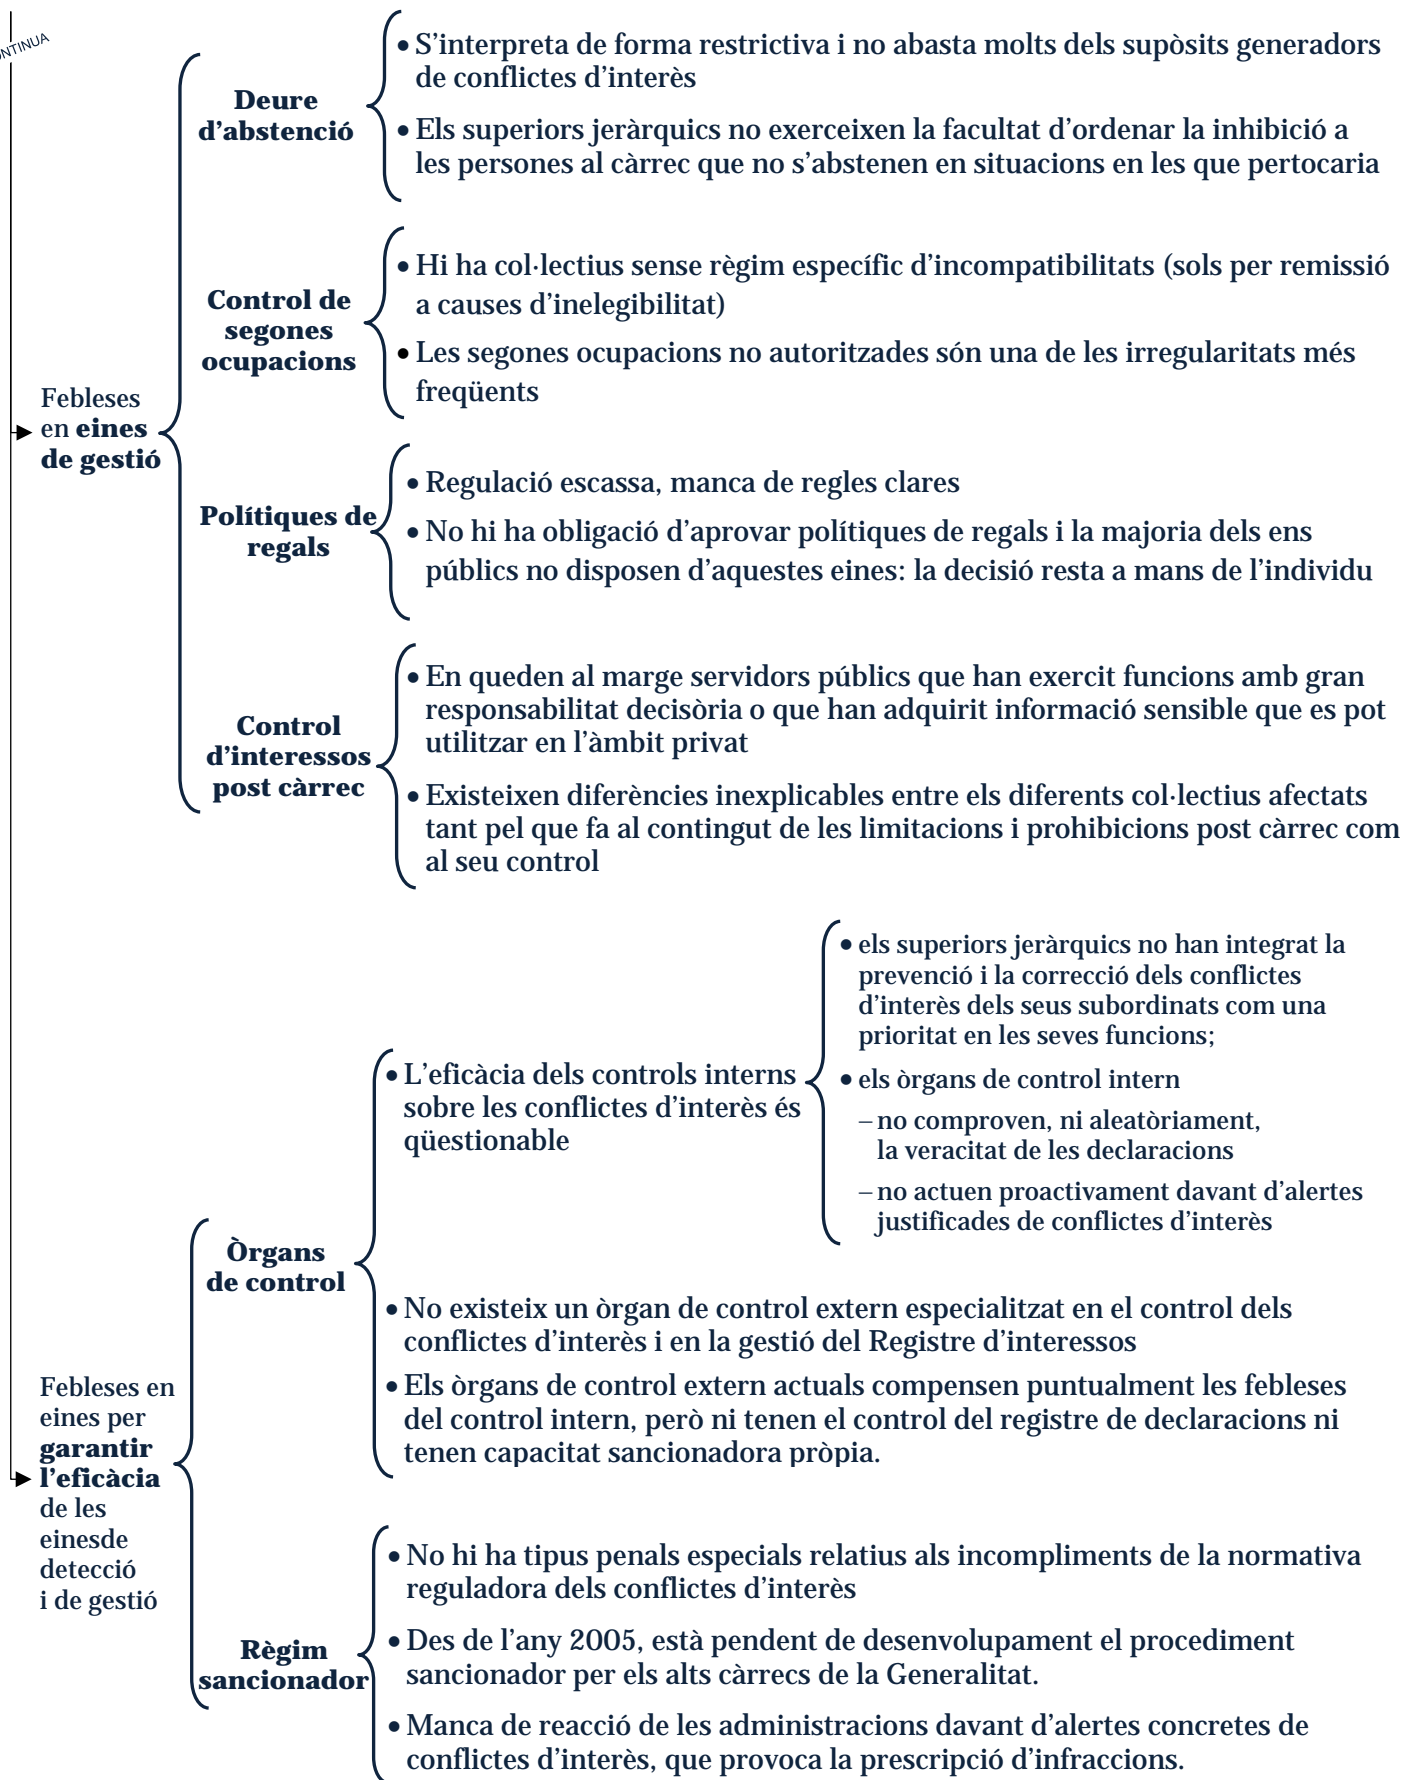 Febleses
en eines
de gestió
Deure
d’abstenció
• S’interpreta de forma restrictiva i no abasta molts dels supòsits generadors
de conflictes d’interès
• Els superiors jeràrquics no exerceixen la facultat d’ordenar la inhibició a
les persones al càrrec que no s’abstenen en situacions en les que pertocaria
Control de
segones
ocupacions
• Hi ha col·lectius sense règim específic d’incompatibilitats (sols per remissió
a causes d’inelegibilitat)
• Les segones ocupacions no autoritzades són una de les irregularitats més
freqüents
Polítiques de
regals
• Regulació escassa, manca de regles clares
• No hi ha obligació d’aprovar polítiques de regals i la majoria dels ens
públics no disposen d’aquestes eines: la decisió resta a mans de l’individu
Control
d’interessos
post càrrec
• En queden al marge servidors públics que han exercit funcions amb gran
responsabilitat decisòria o que han adquirit informació sensible que es pot
utilitzar en l’àmbit privat
• Existeixen diferències inexplicables entre els diferents col·lectius afectats
tant pel que fa al contingut de les limitacions i prohibicions post càrrec com
al seu control
Febleses en
eines per
garantir
l’eficàcia
de les
einesde
detecció
i de gestió
Òrgans
de control
• L’eficàcia dels controls interns
sobre les conflictes d’interès és
qüestionable
• els superiors jeràrquics no han integrat la
prevenció i la correcció dels conflictes
d’interès dels seus subordinats com una
prioritat en les seves funcions;
• els òrgans de control intern
– no comproven, ni aleatòriament,
la veracitat de les declaracions
– no actuen proactivament davant d’alertes
justificades de conflictes d’interès
• No existeix un òrgan de control extern especialitzat en el control dels
conflictes d’interès i en la gestió del Registre d’interessos
• Els òrgans de control extern actuals compensen puntualment les febleses
del control intern, però ni tenen el control del registre de declaracions ni
tenen capacitat sancionadora pròpia.
Règim
sancionador
• No hi ha tipus penals especials relatius als incompliments de la normativa
reguladora dels conflictes d’interès
• Des de l’any 2005, està pendent de desenvolupament el procediment
sancionador per els alts càrrecs de la Generalitat.
• Manca de reacció de les administracions davant d’alertes concretes de
conflictes d’interès, que provoca la prescripció d’infraccions.